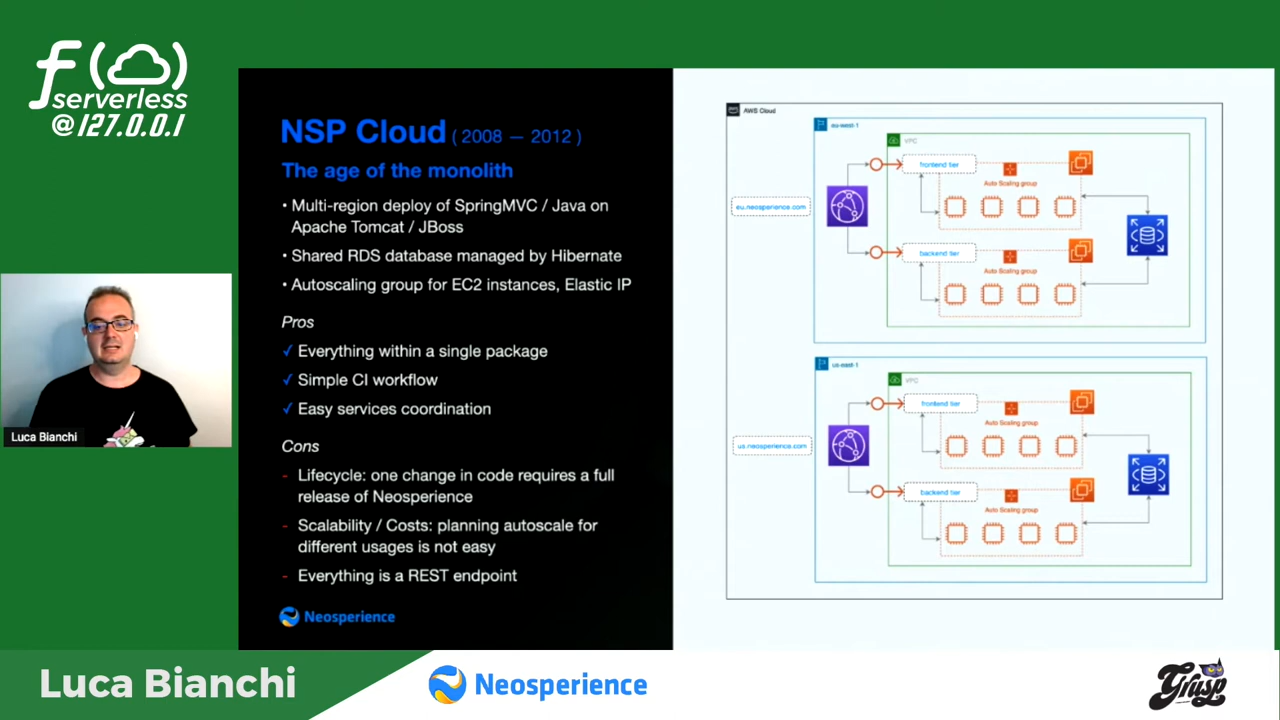 f(
)
serverless
@127.0.0.1
NSP Cloud ( 2008 — 2012 )
The age of the monolith
• Multi-region deploy of SpringMVC / Java on
Apache Tomcat / JBoss
• Shared RDS database managed by Hibernate
• Autoscaling group for EC2 instances, Elastic IP
Pros
✓ Everything within a single package
✓ Simple CI workflow
✓ Easy services coordination
Cons
- Lifecycle: one change in code requires a full
release of Neosperience
- Scalability / Costs: planning autoscale for
different usages is not easy
- Everything is a REST endpoint
Neosperience
AWS Cloud
eu-west-1
VPC
frontend tier
Auto Scaling group
eu.neosperience.com
backend tier
Auto Scaling group
us-east-1
VPC
frontend tier
Auto Scaling group
us.neosperience.com
backend tier
Auto Scaling group
Luca Bianchi
Luca Bianchi
Neosperience
Grusp